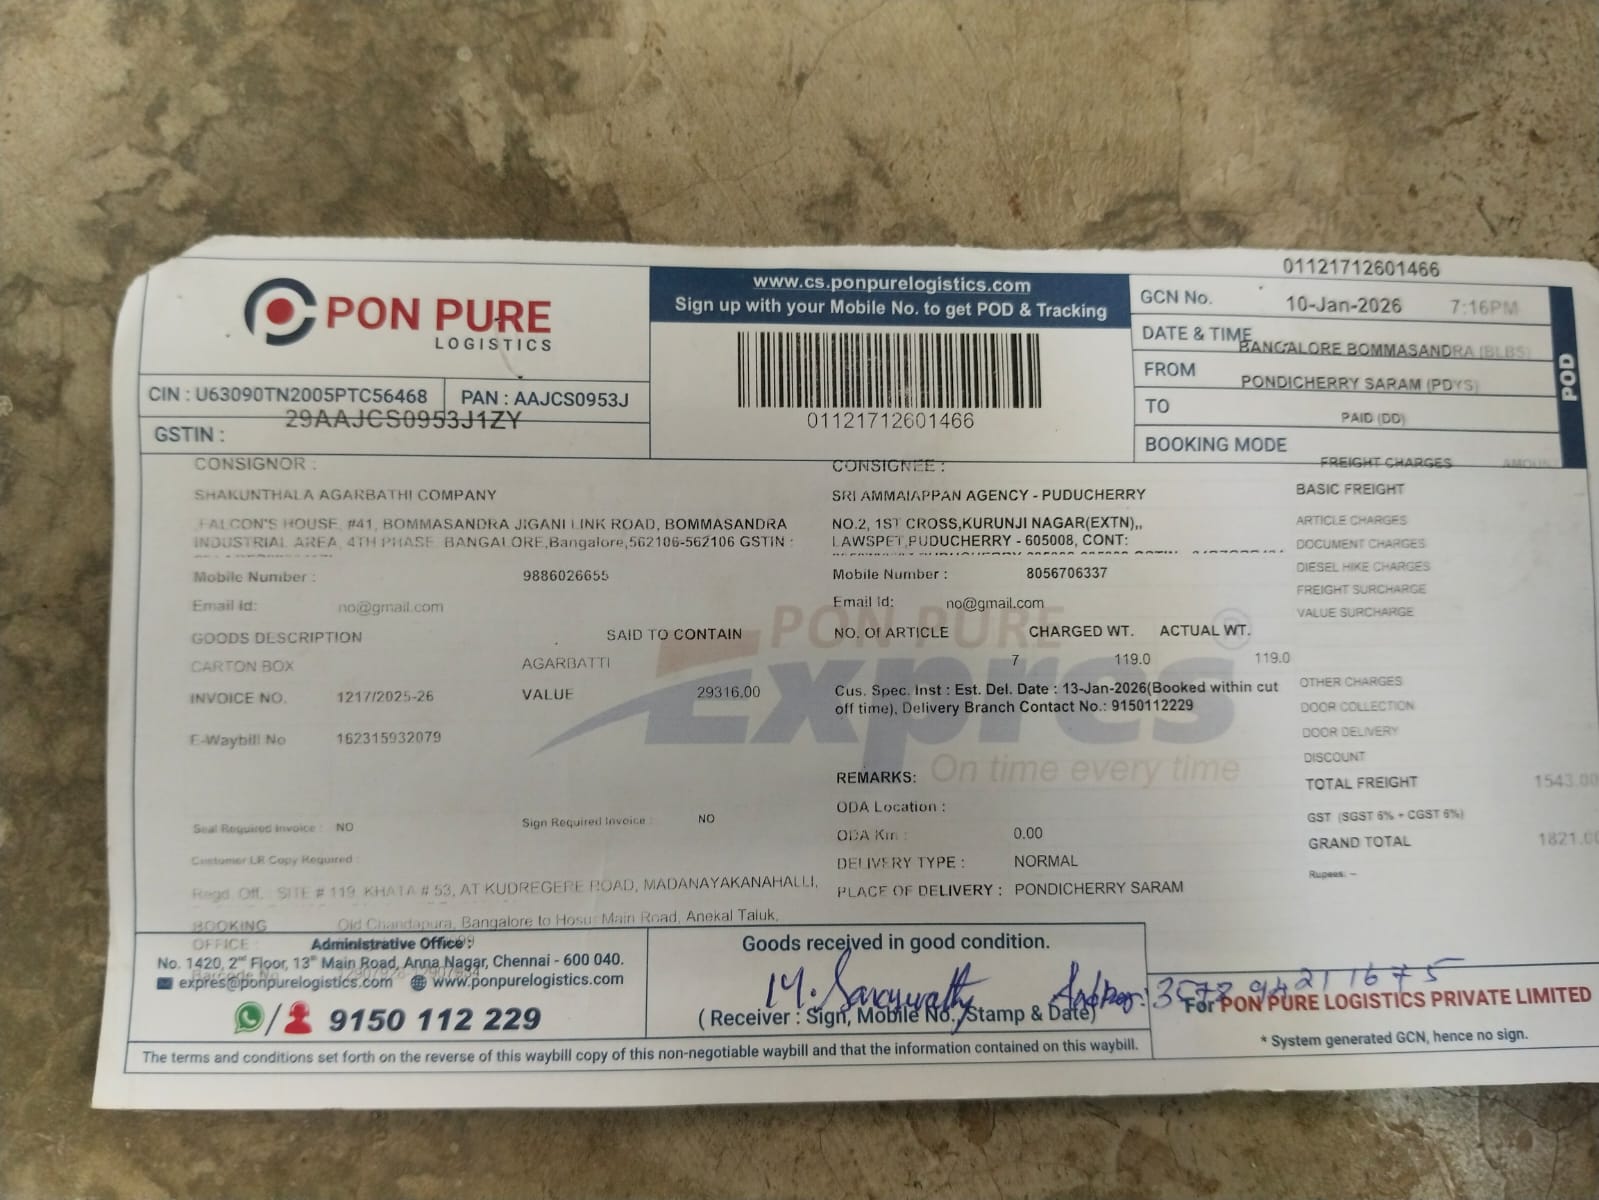 01121712601466
PON PURE
LOGISTICS
www.cs.ponpurelogistics.com
Sign up with your Mobile No. to get POD & Tracking
01121712601466
GCN No.
10-Jan-2026 7:16PM
DATE & TIME
BANGALORE BOMMASANDRA (BLBS)
FROM
PONDICHERRY SARAM (PDYS)
TO
PAID (DD)
BOOKING MODE
POD
CIN : U63090TN2005PTC56468 PAN : AAJCS0953J
29AAJCS0953J1ZY
GSTIN :
CONSIGNOR :
SHAKUNTHALA AGARBATHI COMPANY
FALCON'S HOUSE, #41, BOMMASANDRA JIGANI LINK ROAD, BOMMASANDRA
INDUSTRIAL AREA, 4TH PHASE, BANGALORE,Bangalore,562106-562106 GSTIN :
Mobile Number : 9886026655
Email Id: no@gmail.com
GOODS DESCRIPTION SAID TO CONTAIN
CARTON BOX AGARBATTI
INVOICE NO. 1217/2025-26 VALUE 29316.00
E-Waybill No 162315932079
Seal Required Invoice : NO Sign Required Invoice : NO
Customer LR Copy Required :
Regd. Off. SITE # 119, KHATA # 53, AT KUDREGERE ROAD, MADANAYAKANAHALLI,
BOOKING Old Chandapura, Bangalore to Hosur Main Road, Anekal Taluk,
OFFICE :
CONSIGNEE :
SRI AMMAIAPPAN AGENCY - PUDUCHERRY
NO.2, 1ST CROSS,KURUNJI NAGAR(EXTN),,
LAWSPET,PUDUCHERRY - 605008, CONT:
Mobile Number : 8056706337
Email Id: no@gmail.com
NO. Of ARTICLE CHARGED WT. ACTUAL WT.
7 119.0 119.0
Cus. Spec. Inst : Est. Del. Date : 13-Jan-2026(Booked within cut
off time), Delivery Branch Contact No.: 9150112229
PON PURE
Expres
On time every time
REMARKS:
ODA Location :
ODA Km : 0.00
DELIVERY TYPE : NORMAL
PLACE OF DELIVERY : PONDICHERRY SARAM
FREIGHT CHARGES AMOUNT
BASIC FREIGHT
ARTICLE CHARGES
DOCUMENT CHARGES
DIESEL HIKE CHARGES
FREIGHT SURCHARGE
VALUE SURCHARGE
OTHER CHARGES
DOOR COLLECTION
DOOR DELIVERY
DISCOUNT
TOTAL FREIGHT 1543.00
GST (SGST 6% + CGST 6%)
GRAND TOTAL 1821.00
Rupees: –
Administrative Office :
No. 1420, 2nd Floor, 13th Main Road, Anna Nagar, Chennai - 600 040.
Barcode No
expres@ponpurelogistics.com www.ponpurelogistics.com
9150 112 229
Goods received in good condition.
M. Saraswathy
(Receiver : Sign, Mobile No., Stamp & Date)
For PON PURE LOGISTICS PRIVATE LIMITED
* System generated GCN, hence no sign.
The terms and conditions set forth on the reverse of this waybill copy of this non-negotiable waybill and that the information contained on this waybill.